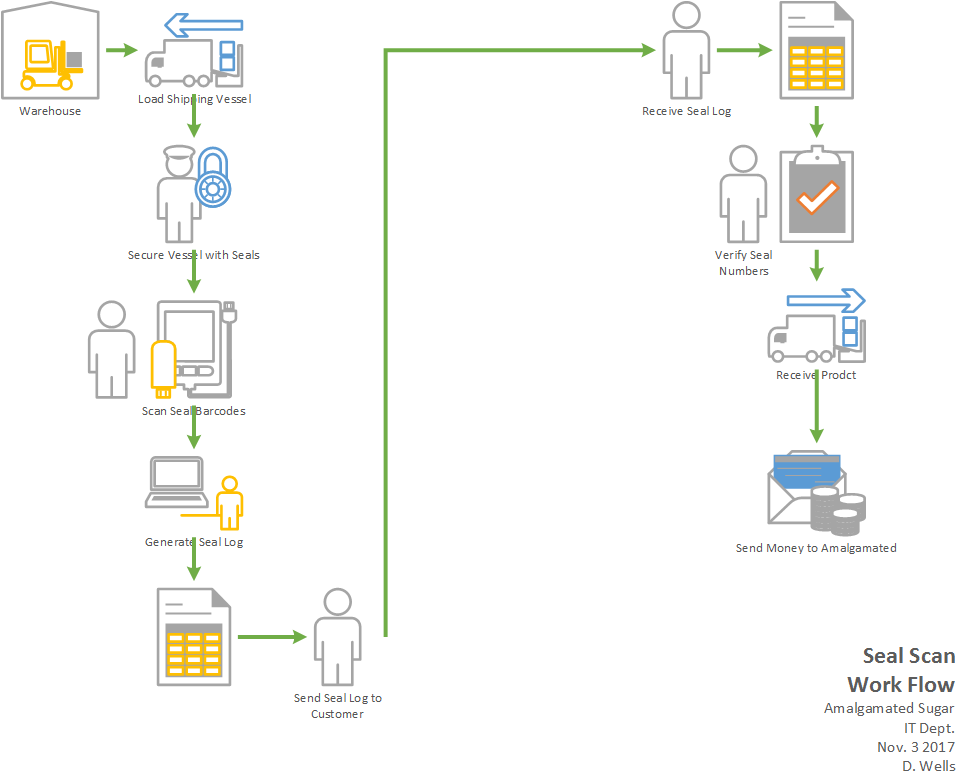 Warehouse
Load Shipping Vessel
Secure Vessel with Seals
Scan Seal Barcodes
Generate Seal Log
Send Seal Log to
Customer
Receive Seal Log
Verify Seal
Numbers
Receive Prodct
Send Money to Amalgamated
Seal Scan
Work Flow
Amalgamated Sugar
IT Dept.
Nov. 3 2017
D. Wells